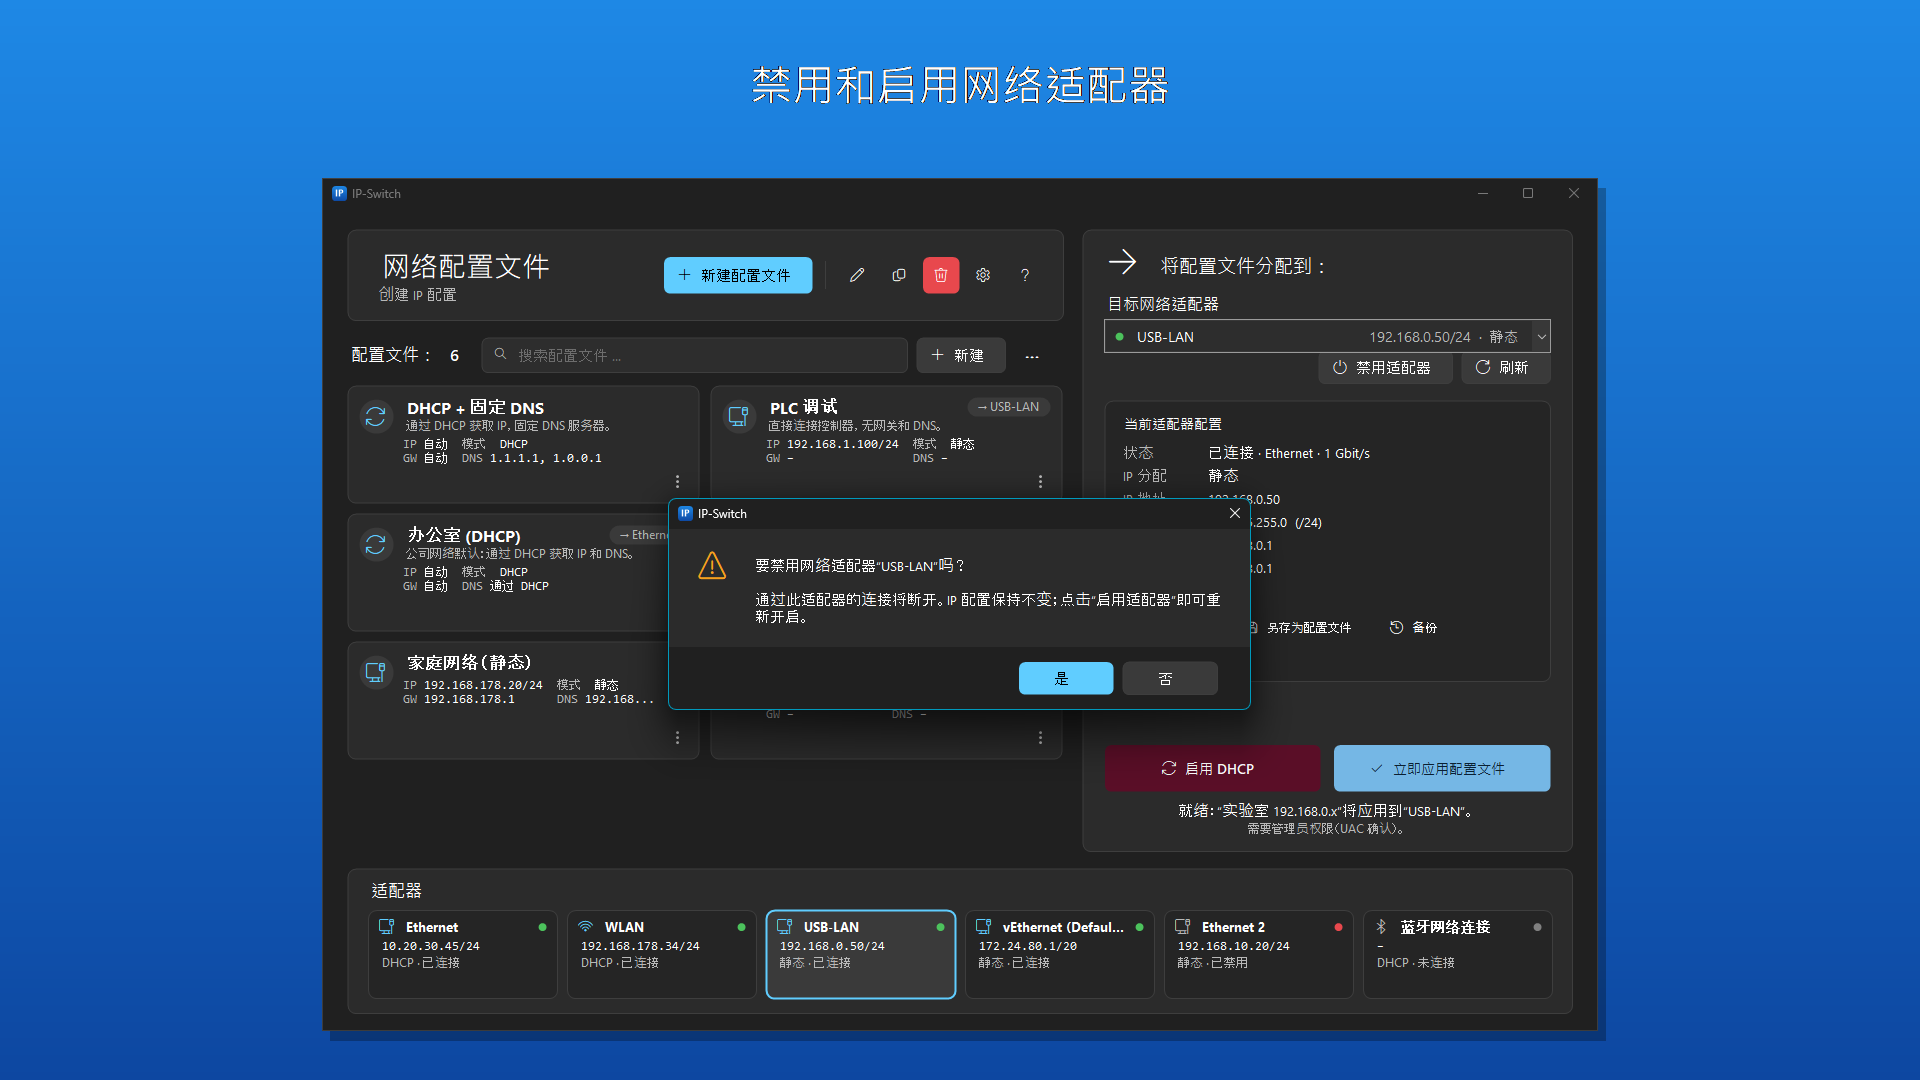 禁用和启用网络适配器
IP IP-Switch
网络配置文件
创建 IP 配置
新建配置文件
?
配置文件： 6
搜索配置文件 ...
新建
...
DHCP + 固定 DNS
通过 DHCP 获取 IP, 固定 DNS 服务器。
IP 自动 模式 DHCP
GW 自动 DNS 1.1.1.1, 1.0.0.1
PLC 调试
→ USB-LAN
直接连接控制器, 无网关和 DNS。
IP 192.168.1.100/24 模式 静态
GW – DNS –
办公室 (DHCP)
公司网络默认: 通过 DHCP 获取 IP 和 DNS。
IP 自动 模式 DHCP
GW 自动 DNS 通过 DHCP
家庭网络 (静态)
IP 192.168.178.20/24 模式 静态
GW 192.168.178.1 DNS 192.168...
GW – DNS –
将配置文件分配到：
目标网络适配器
USB-LAN 192.168.0.50/24 · 静态
禁用适配器
刷新
当前适配器配置
状态 已连接 · Ethernet · 1 Gbit/s
IP 分配 静态
.255.0 (/24)
另存为配置文件
备份
IP IP-Switch
要禁用网络适配器“USB-LAN”吗？
通过此适配器的连接将断开。IP 配置保持不变; 点击“启用适配器”即可重
新开启。
是
否
启用 DHCP
立即应用配置文件
就绪: “实验室 192.168.0.x”将应用到“USB-LAN”。
需要管理员权限 (UAC 确认)。
适配器
Ethernet
10.20.30.45/24
DHCP · 已连接
WLAN
192.168.178.34/24
DHCP · 已连接
USB-LAN
192.168.0.50/24
静态 · 已连接
vEthernet (Defaul...
172.24.80.1/20
静态 · 已连接
Ethernet 2
192.168.10.20/24
静态 · 已禁用
蓝牙网络连接
–
DHCP · 未连接